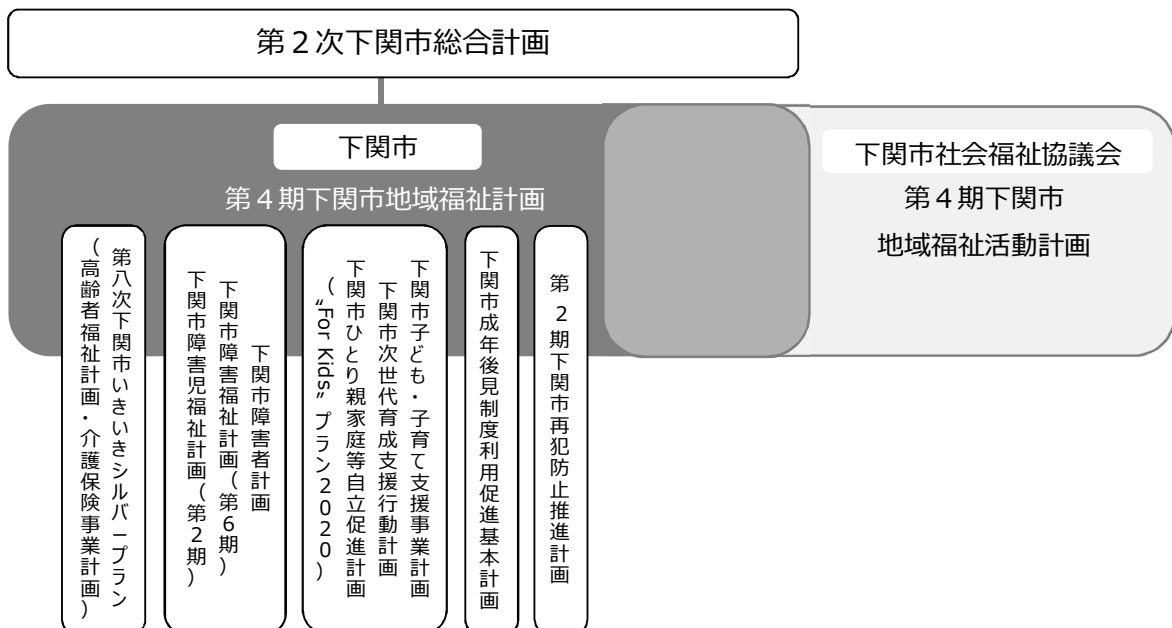 第２次下関市総合計画
下関市
第４期下関市地域福祉計画
下関市社会福祉協議会
第４期下関市
地域福祉活動計画
第八次下関市いきいきシルバープラン
（高齢者福祉計画・介護保険事業計画）
下関市障害者計画
下関市障害福祉計画（第６期）
下関市障害児福祉計画（第２期）
下関市子ども・子育て支援事業計画
下関市次世代育成支援行動計画
下関市ひとり親家庭等自立促進計画
（“For Kids”プラン２０２０）
下関市成年後見制度利用促進基本計画
第２期下関市再犯防止推進計画